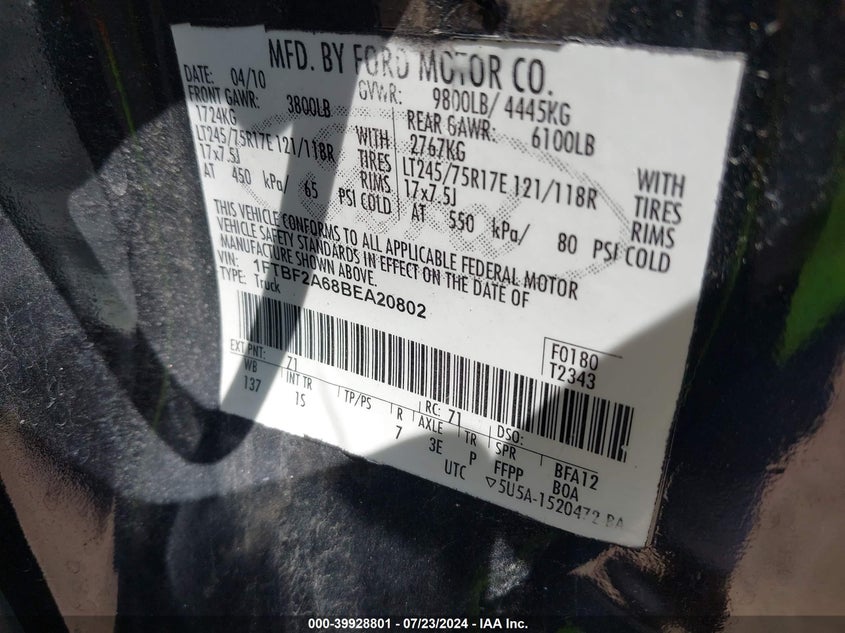 MFD. BY FORD MOTOR CO.
DATE: 04/10 GVWR: 9800LB/ 4445KG
FRONT GAWR: 3800LB REAR GAWR: 6100LB
1724KG WITH 2767KG WITH
LT245/75R17E 121/118R TIRES LT245/75R17E 121/118R TIRES
17x7.5J RIMS 17x7.5J RIMS
AT 450 kPa/ 65 PSI COLD AT 550 kPa/ 80 PSI COLD
THIS VEHICLE CONFORMS TO ALL APPLICABLE FEDERAL MOTOR
VEHICLE SAFETY STANDARDS IN EFFECT ON THE DATE OF
MANUFACTURE SHOWN ABOVE.
VIN: 1FTBF2A68BEA20802
TYPE: Truck
F0180
T2343
EXT PNT: 71 RC: 71 DSO:
WB INT TR TP/PS R AXLE TR SPR BFA12
137 1S 7 3E P FFPP BOA
UTC ▽5U5A-1520472-BA
000-39928801 - 07/23/2024 - IAA Inc.